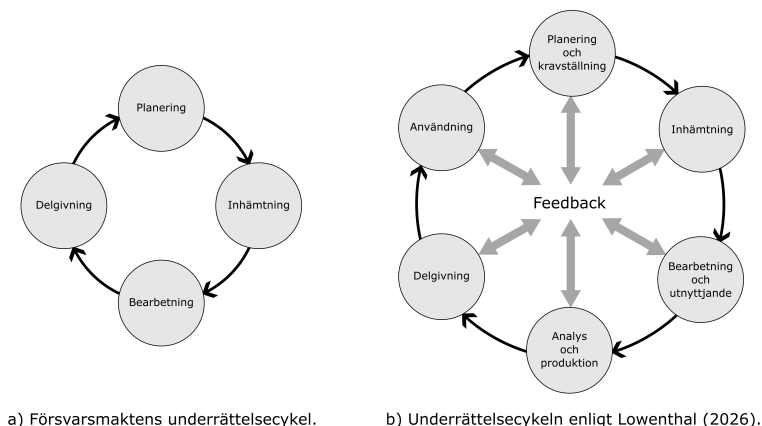 Planering
Inhämtning
Bearbetning
Delgivning
a) Försvarsmaktens underrättelsecykel.
Planering
och
kravställning
Inhämtning
Bearbetning
och
utnyttjande
Analys
och
produktion
Delgivning
Användning
Feedback
b) Underrättelsecykeln enligt Lowenthal (2026).